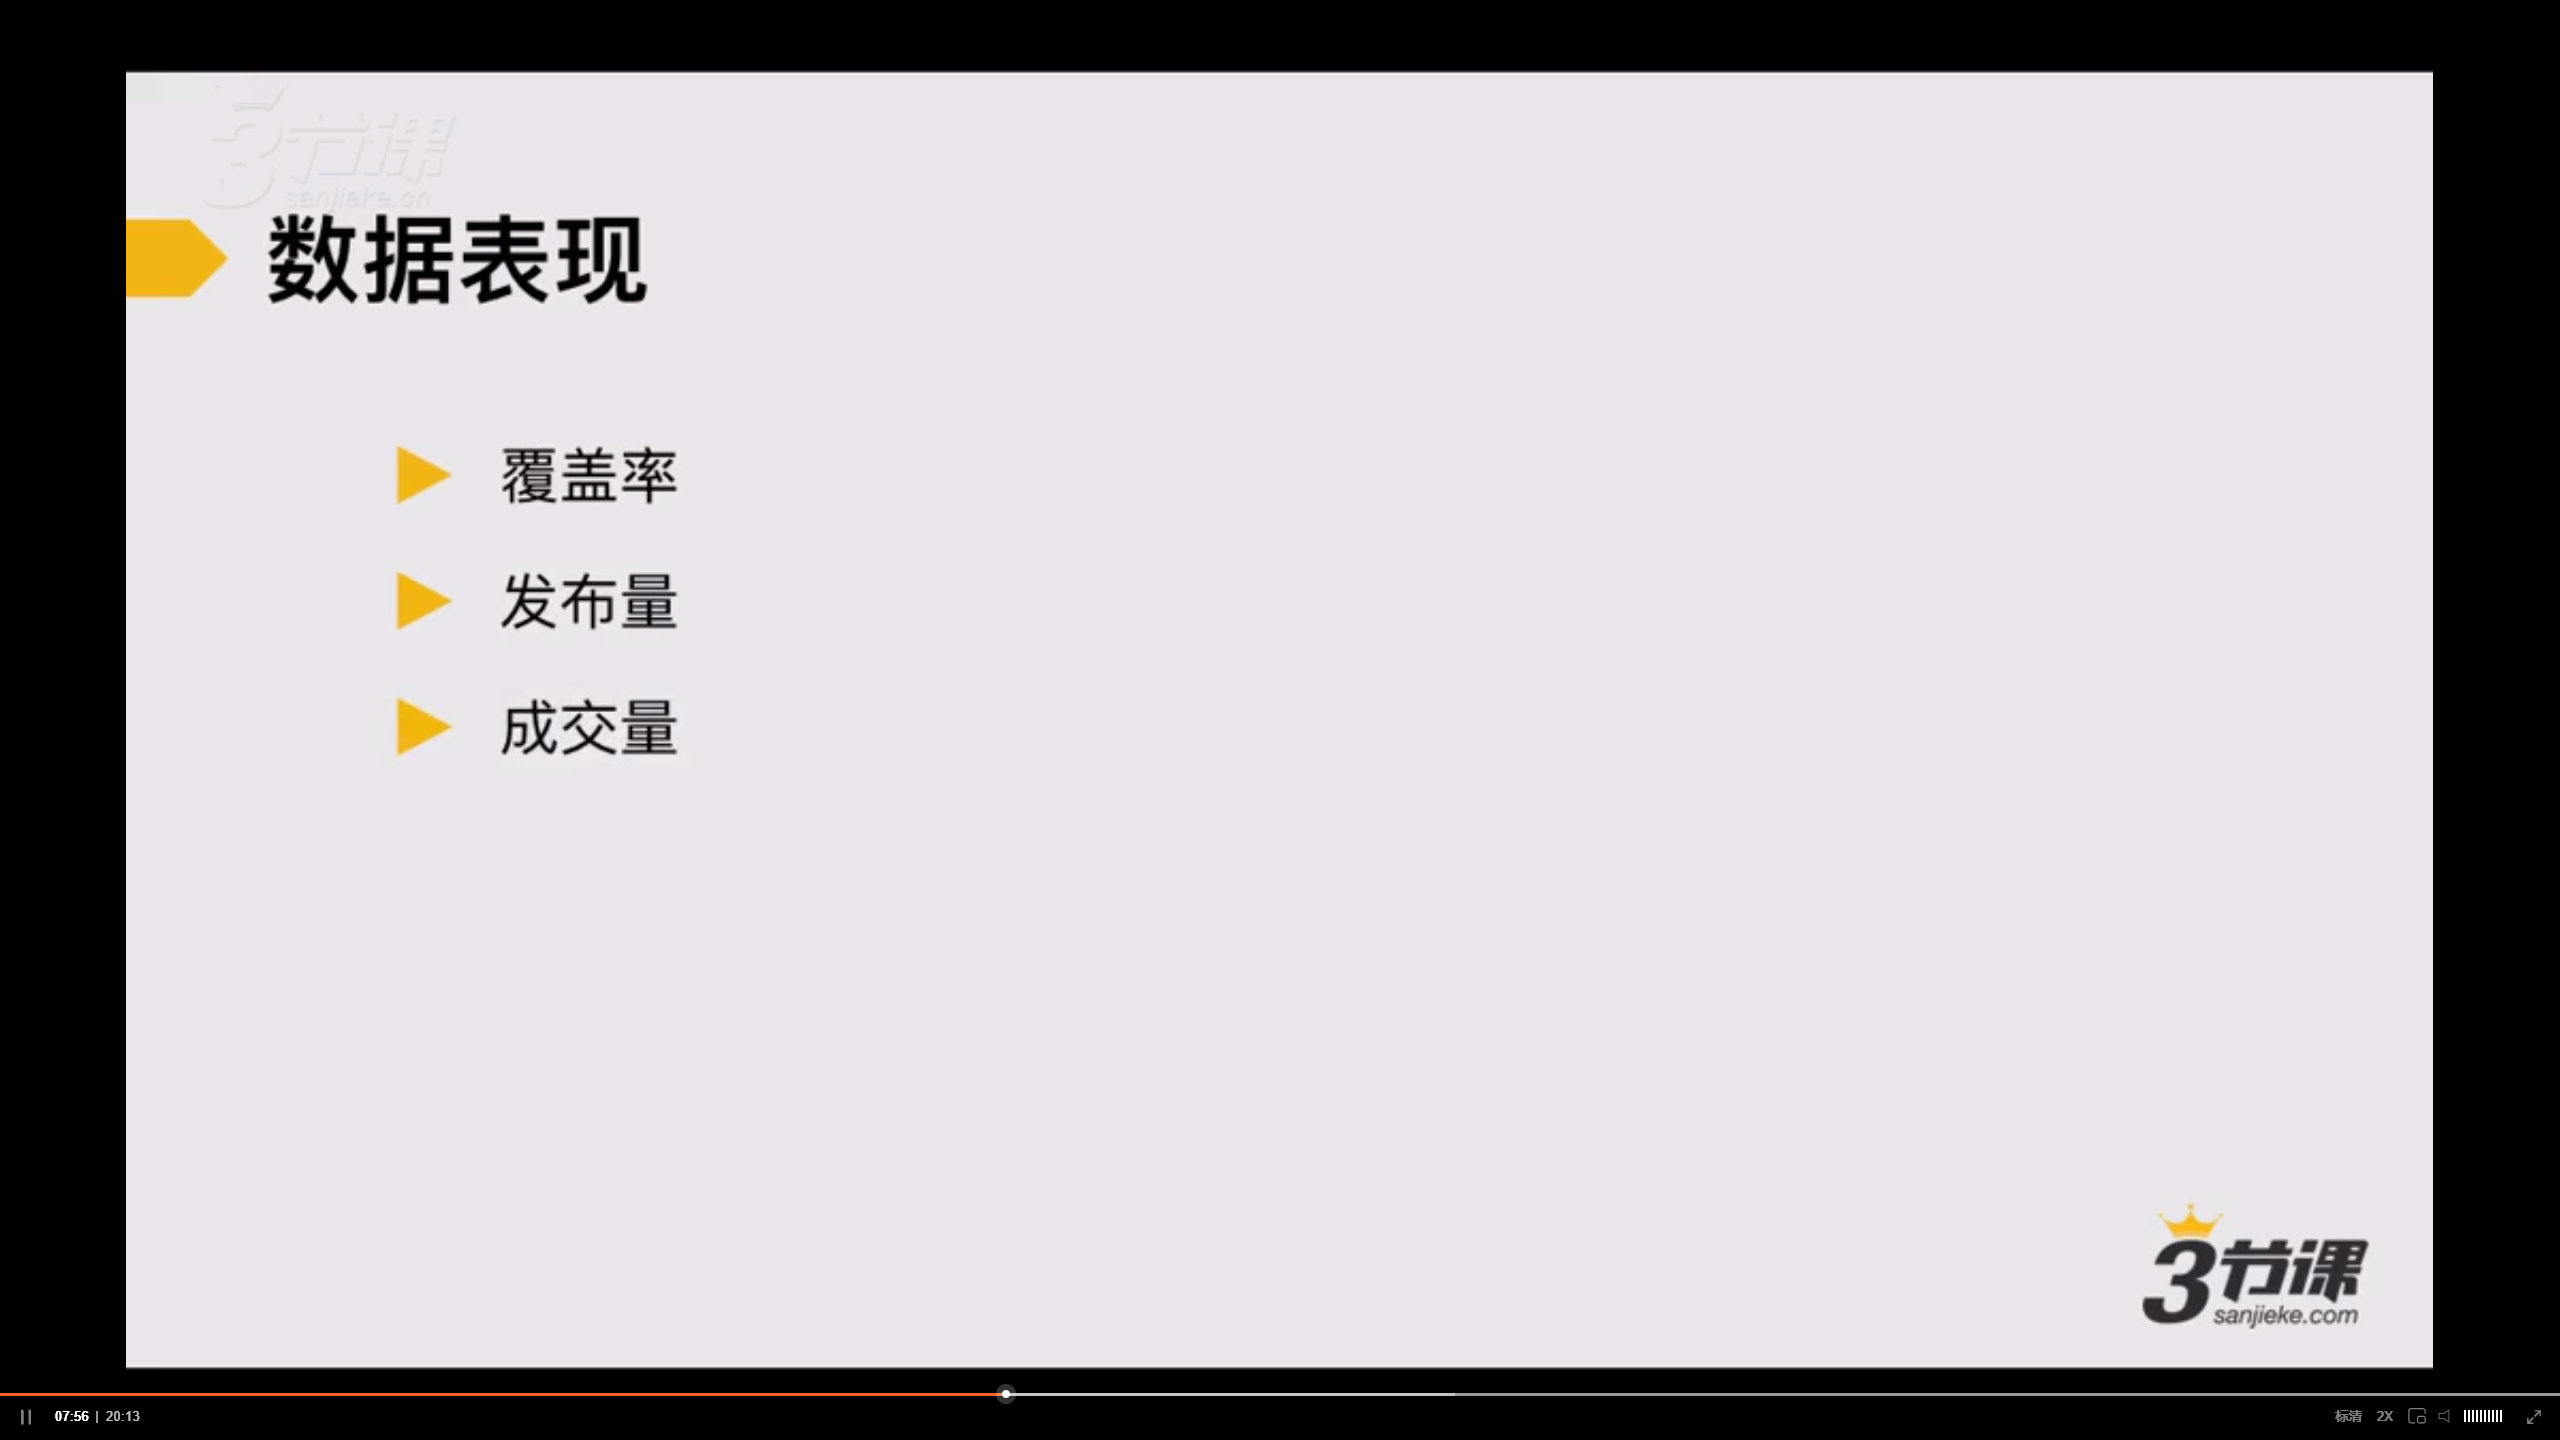 3节课
sanjieke.cn
数据表现
覆盖率
发布量
成交量
3节课
sanjieke.com
07:56 | 20:13
标清 2X